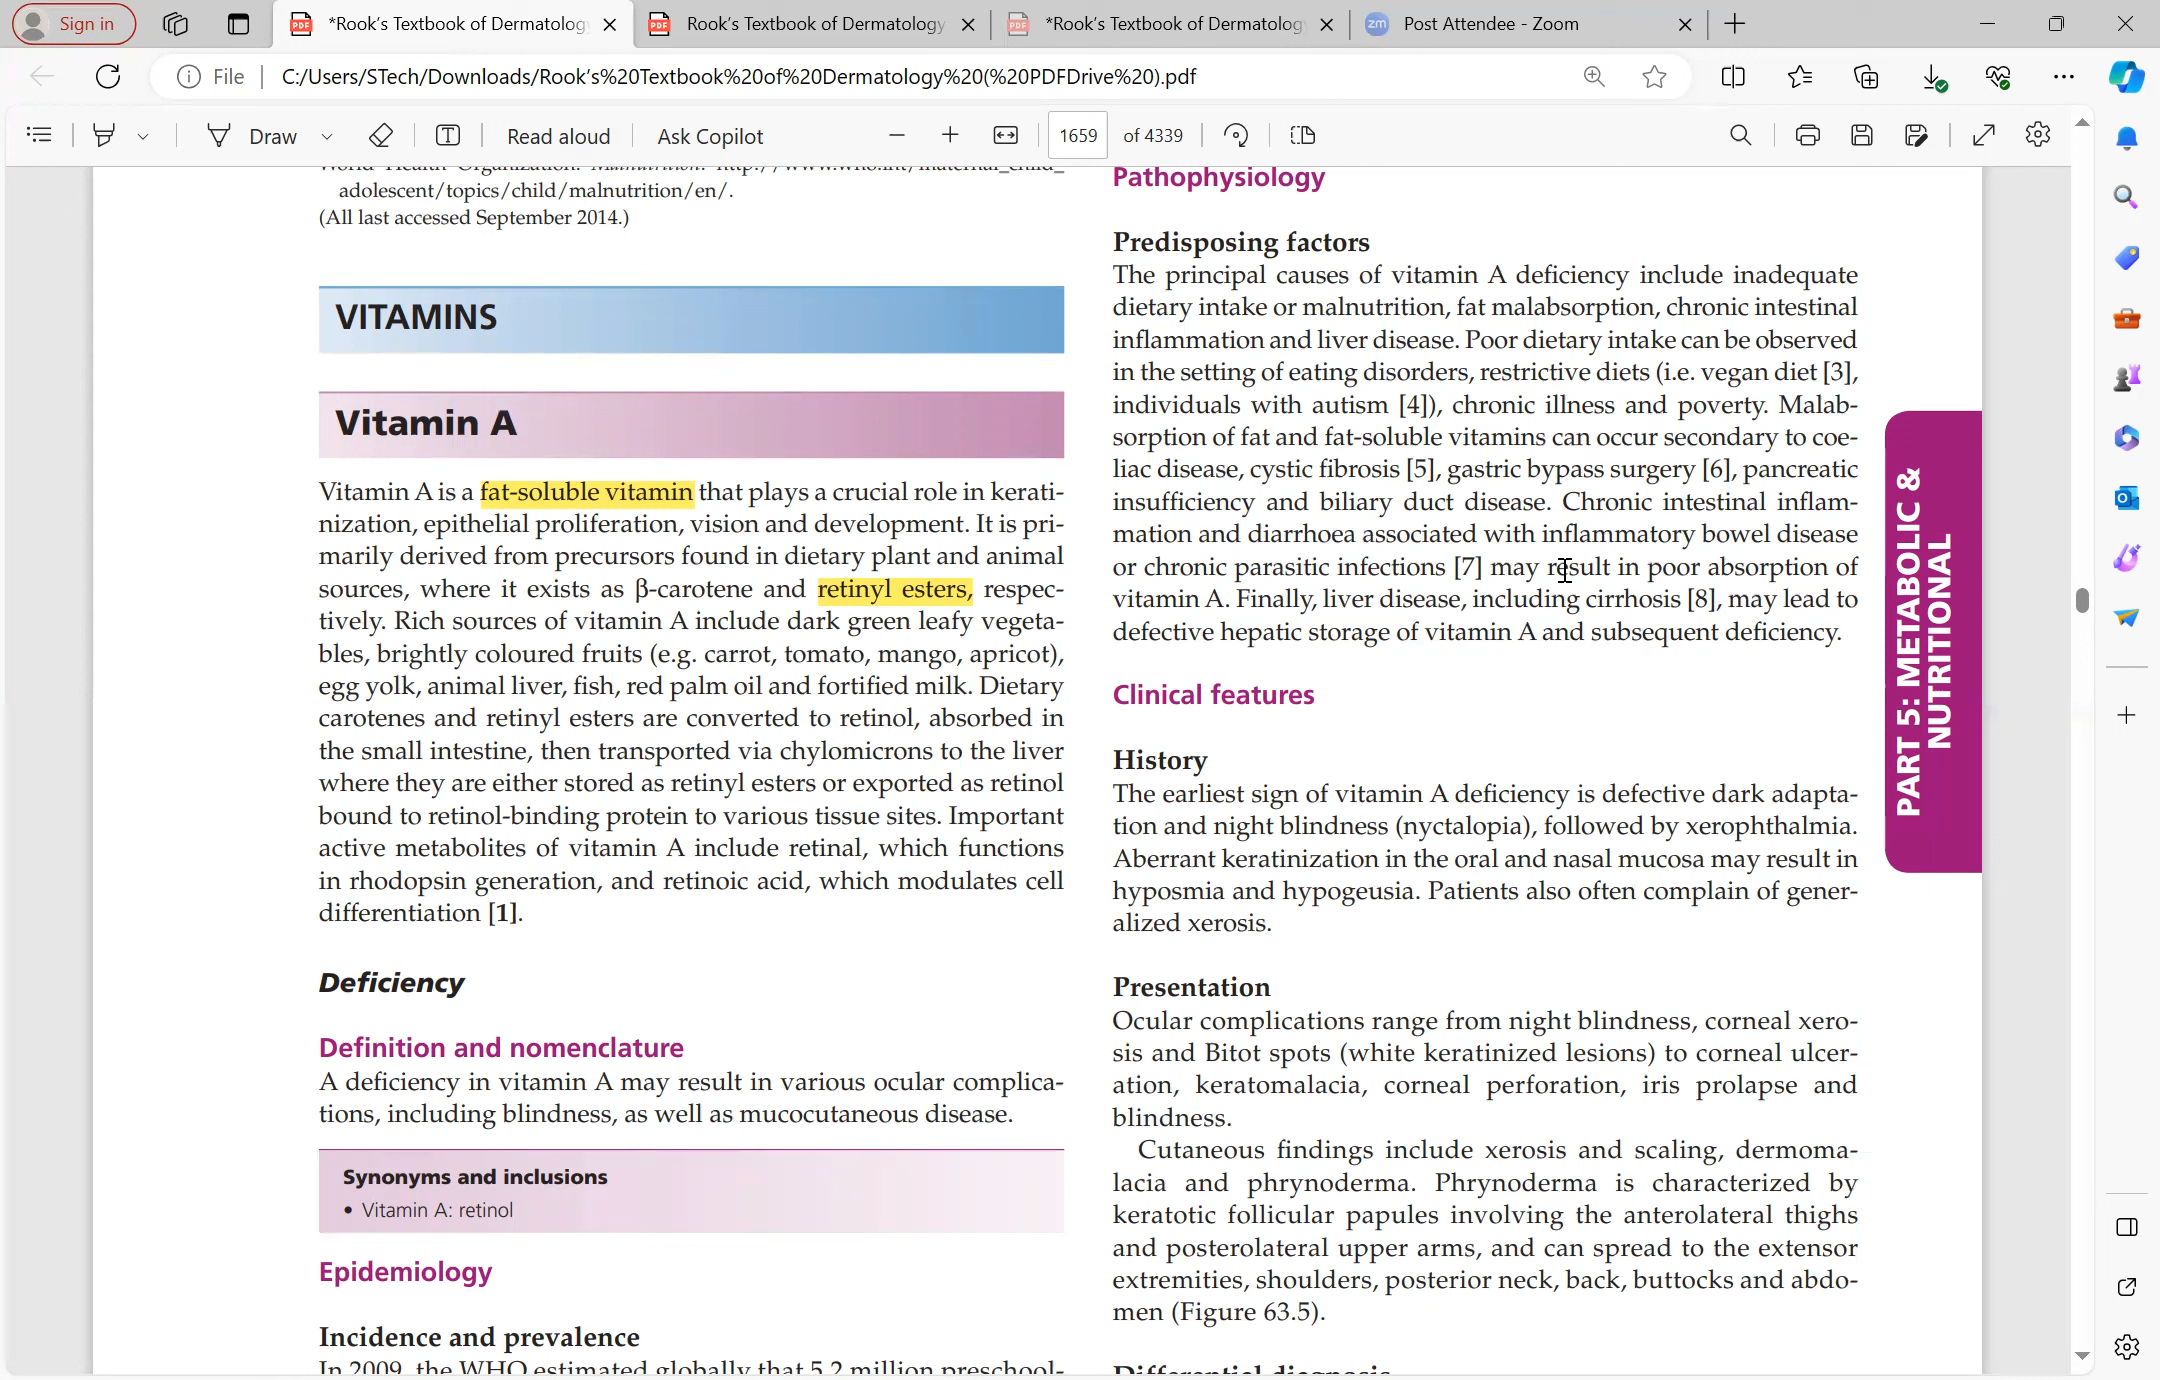 Sign in
*Rook's Textbook of Dermatolog
Rook's Textbook of Dermatology
*Rook's Textbook of Dermatolog
zm
Post Attendee - Zoom
File
C:/Users/STech/Downloads/Rook's%20Textbook%20of%20Dermatology%20(%20PDFDrive%20).pdf
Draw
Read aloud
Ask Copilot
1659
of 4339
World Health Organization. Malnutrition. http://www.who.int/maternal_child_
adolescent/topics/child/malnutrition/en/.
(All last accessed September 2014.)
VITAMINS
Vitamin A
Vitamin A is a fat-soluble vitamin that plays a crucial role in kerati-
nization, epithelial proliferation, vision and development. It is pri-
marily derived from precursors found in dietary plant and animal
sources, where it exists as β-carotene and retinyl esters, respec-
tively. Rich sources of vitamin A include dark green leafy vegeta-
bles, brightly coloured fruits (e.g. carrot, tomato, mango, apricot),
egg yolk, animal liver, fish, red palm oil and fortified milk. Dietary
carotenes and retinyl esters are converted to retinol, absorbed in
the small intestine, then transported via chylomicrons to the liver
where they are either stored as retinyl esters or exported as retinol
bound to retinol-binding protein to various tissue sites. Important
active metabolites of vitamin A include retinal, which functions
in rhodopsin generation, and retinoic acid, which modulates cell
differentiation [1].
Deficiency
Definition and nomenclature
A deficiency in vitamin A may result in various ocular complica-
tions, including blindness, as well as mucocutaneous disease.
Synonyms and inclusions
• Vitamin A: retinol
Epidemiology
Incidence and prevalence
In 2009, the WHO estimated globally that 5.2 million preschool-
Pathophysiology
Predisposing factors
The principal causes of vitamin A deficiency include inadequate
dietary intake or malnutrition, fat malabsorption, chronic intestinal
inflammation and liver disease. Poor dietary intake can be observed
in the setting of eating disorders, restrictive diets (i.e. vegan diet [3],
individuals with autism [4]), chronic illness and poverty. Malab-
sorption of fat and fat-soluble vitamins can occur secondary to coe-
liac disease, cystic fibrosis [5], gastric bypass surgery [6], pancreatic
insufficiency and biliary duct disease. Chronic intestinal inflam-
mation and diarrhoea associated with inflammatory bowel disease
or chronic parasitic infections [7] may result in poor absorption of
vitamin A. Finally, liver disease, including cirrhosis [8], may lead to
defective hepatic storage of vitamin A and subsequent deficiency.
Clinical features
History
The earliest sign of vitamin A deficiency is defective dark adapta-
tion and night blindness (nyctalopia), followed by xerophthalmia.
Aberrant keratinization in the oral and nasal mucosa may result in
hyposmia and hypogeusia. Patients also often complain of gener-
alized xerosis.
Presentation
Ocular complications range from night blindness, corneal xero-
sis and Bitot spots (white keratinized lesions) to corneal ulcer-
ation, keratomalacia, corneal perforation, iris prolapse and
blindness.
Cutaneous findings include xerosis and scaling, dermoma-
lacia and phrynoderma. Phrynoderma is characterized by
keratotic follicular papules involving the anterolateral thighs
and posterolateral upper arms, and can spread to the extensor
extremities, shoulders, posterior neck, back, buttocks and abdo-
men (Figure 63.5).
Differential diagnosis
PART 5: METABOLIC &
NUTRITIONAL